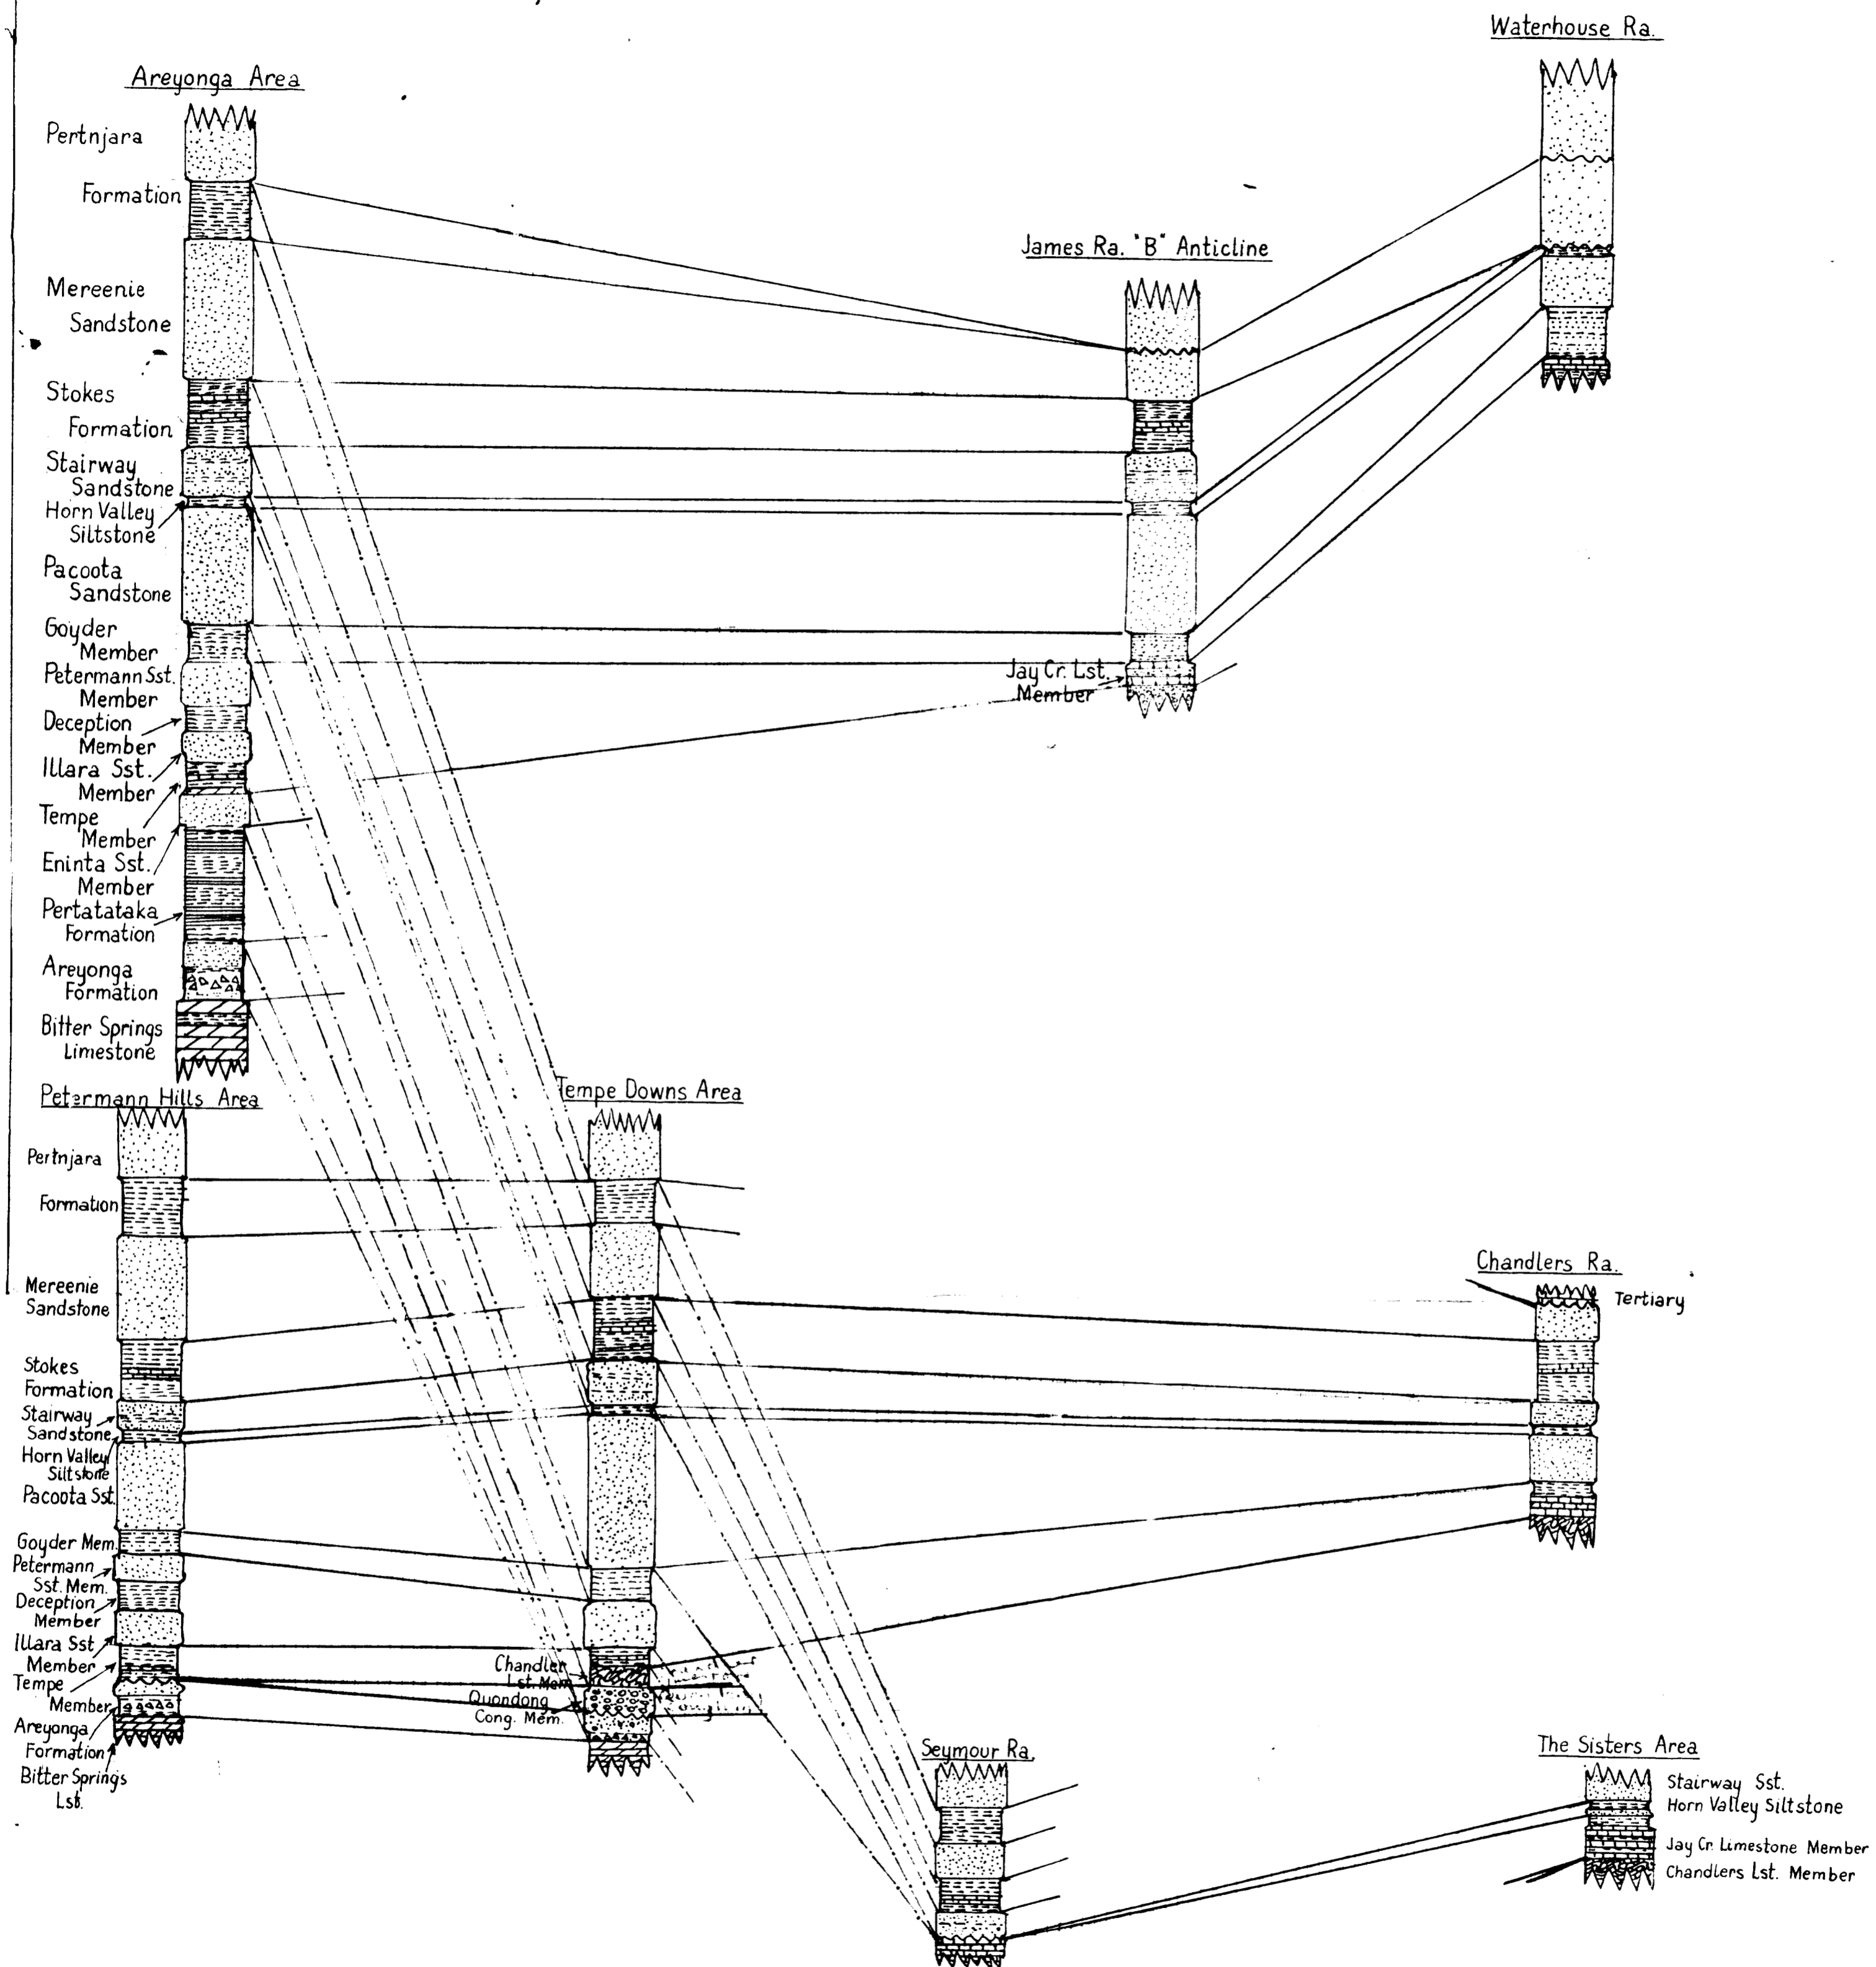 Waterhouse Ra.
Areyonga Area
Pertnjara
Formation
Mereenie
Sandstone
Stokes
Formation
Stairway
Sandstone
Horn Valley
Siltstone
Pacoota
Sandstone
Goyder
Member
Petermann Sst.
Member
Deception
Member
Illara Sst.
Member
Tempe
Member
Eninta Sst.
Member
Pertatataka
Formation
Areyonga
Formation
Bitter Springs
Limestone
James Ra. "B" Anticline
Jay Cr. Lst.
Member
Petermann Hills Area
Pertnjara
Formation
Mereenie
Sandstone
Stokes
Formation
Stairway
Sandstone
Horn Valley
Siltstone
Pacoota Sst.
Goyder Mem.
Petermann
Sst. Mem.
Deception
Member
Illara Sst
Member
Tempe
Member
Areyonga
Formation
Bitter Springs
Lst.
Tempe Downs Area
Chandler
Lst. Mem.
Quondong
Cong. Mem.
Chandlers Ra.
Tertiary
Seymour Ra.
The Sisters Area
Stairway Sst.
Horn Valley Siltstone
Jay Cr. Limestone Member
Chandlers Lst. Member